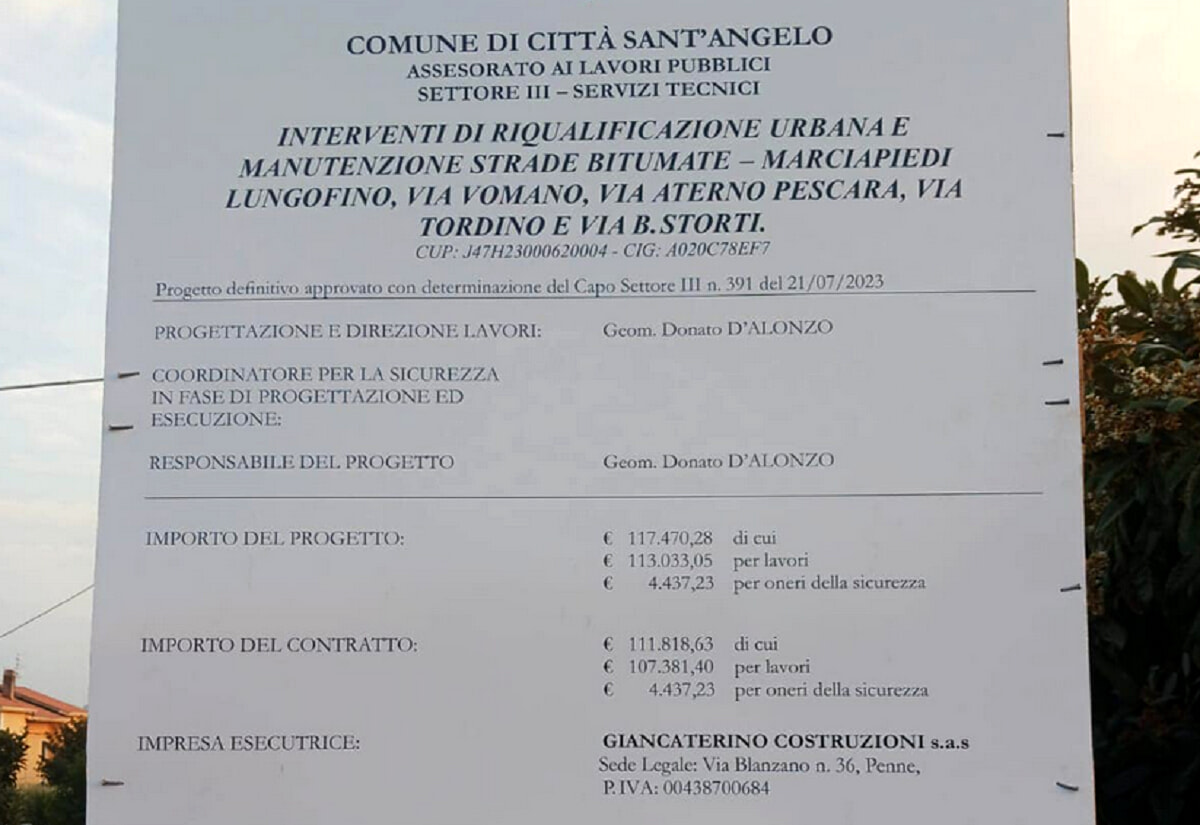 COMUNE DI CITTÀ SANT'ANGELO
ASSESORATO AI LAVORI PUBBLICI
SETTORE III – SERVIZI TECNICI
INTERVENTI DI RIQUALIFICAZIONE URBANA E
MANUTENZIONE STRADE BITUMATE – MARCIAPIEDI
LUNGOFINO, VIA VOMANO, VIA ATERNO PESCARA, VIA
TORDINO E VIA B.STORTI.
CUP: J47H23000620004 - CIG: A020C78EF7
Progetto definitivo approvato con determinazione del Capo Settore III n. 391 del 21/07/2023
PROGETTAZIONE E DIREZIONE LAVORI: Geom. Donato D'ALONZO
COORDINATORE PER LA SICUREZZA
IN FASE DI PROGETTAZIONE ED
ESECUZIONE:
RESPONSABILE DEL PROGETTO Geom. Donato D'ALONZO
IMPORTO DEL PROGETTO: € 117.470,28 di cui
€ 113.033,05 per lavori
€ 4.437,23 per oneri della sicurezza
IMPORTO DEL CONTRATTO: € 111.818,63 di cui
€ 107.381,40 per lavori
€ 4.437,23 per oneri della sicurezza
IMPRESA ESECUTRICE: GIANCATERINO COSTRUZIONI s.a.s
Sede Legale: Via Blanzano n. 36, Penne,
P.IVA: 00438700684